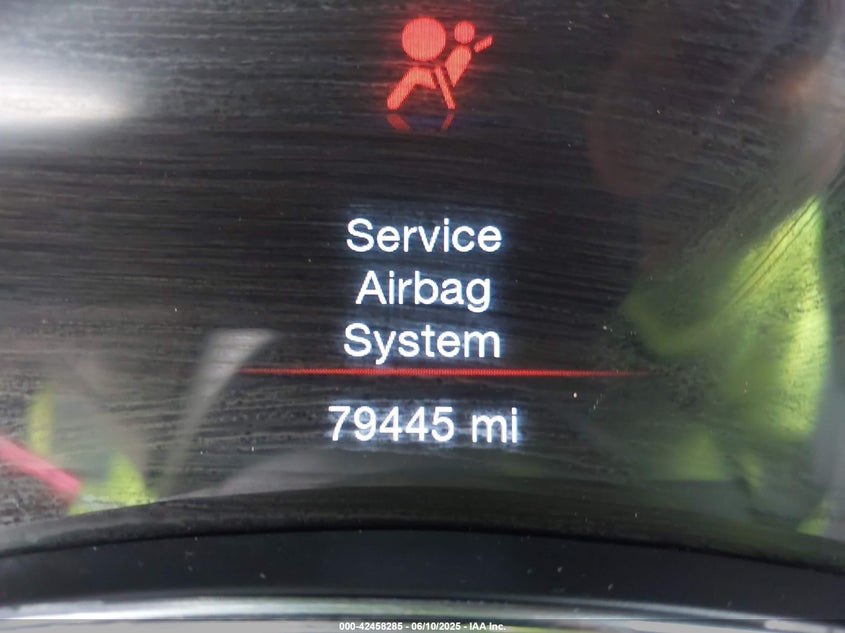 Service
Airbag
System
79445 mi
000-42458285 - 06/10/2025 - IAA Inc.